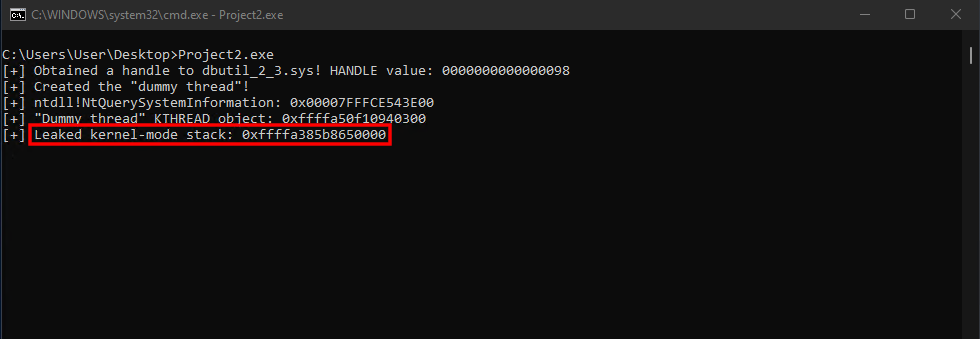 C:\WINDOWS\system32\cmd.exe - Project2.exe
C:\Users\User\Desktop>Project2.exe
[+] Obtained a handle to dbutil_2_3.sys! HANDLE value: 0000000000000098
[+] Created the "dummy thread"!
[+] ntdll!NtQuerySystemInformation: 0x00007FFFCE543E00
[+] "Dummy thread" KTHREAD object: 0xffffa50f10940300
[+] Leaked kernel-mode stack: 0xffffa385b8650000